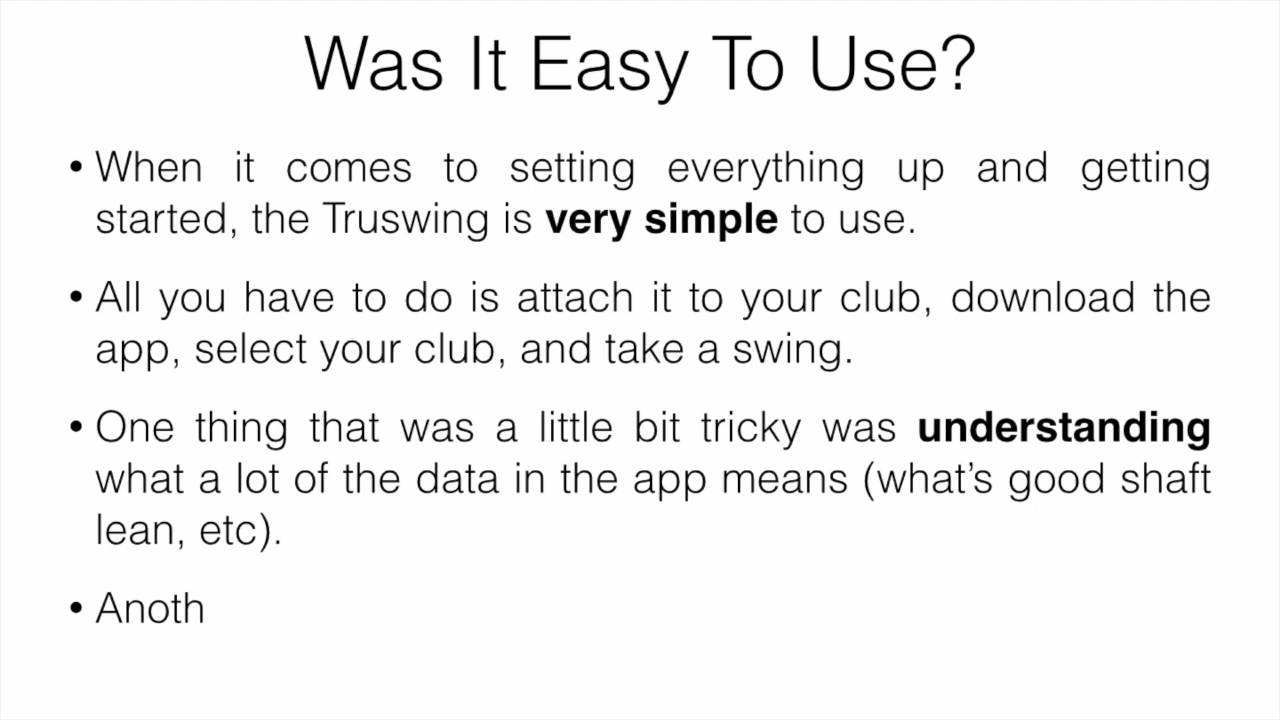 Was It Easy To Use?
• When it comes to setting everything up and getting
started, the Truswing is very simple to use.
• All you have to do is attach it to your club, download the
app, select your club, and take a swing.
• One thing that was a little bit tricky was understanding
what a lot of the data in the app means (what’s good shaft
lean, etc).
• Anoth